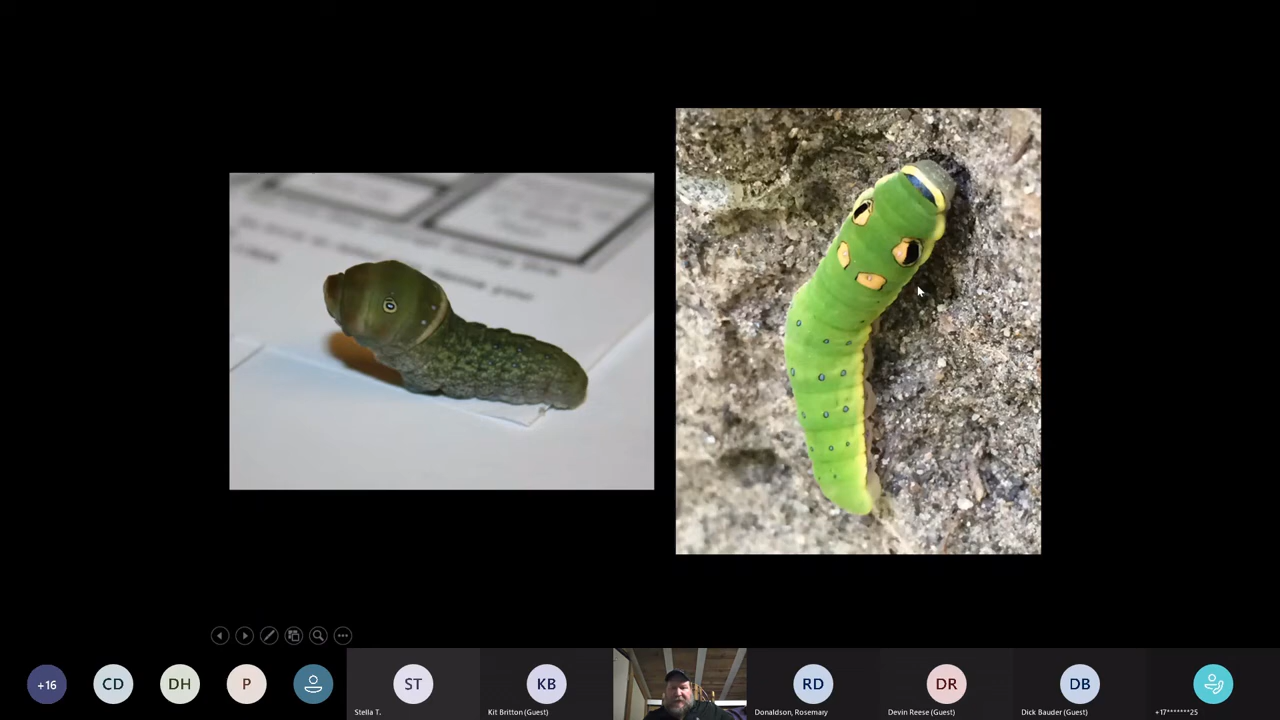 +16
CD
DH
P
ST
KB
RD
DR
DB
Stella T.
Kit Britton (Guest)
Donaldson, Rosemary
Devin Reese (Guest)
Dick Bauder (Guest)
+17*******25